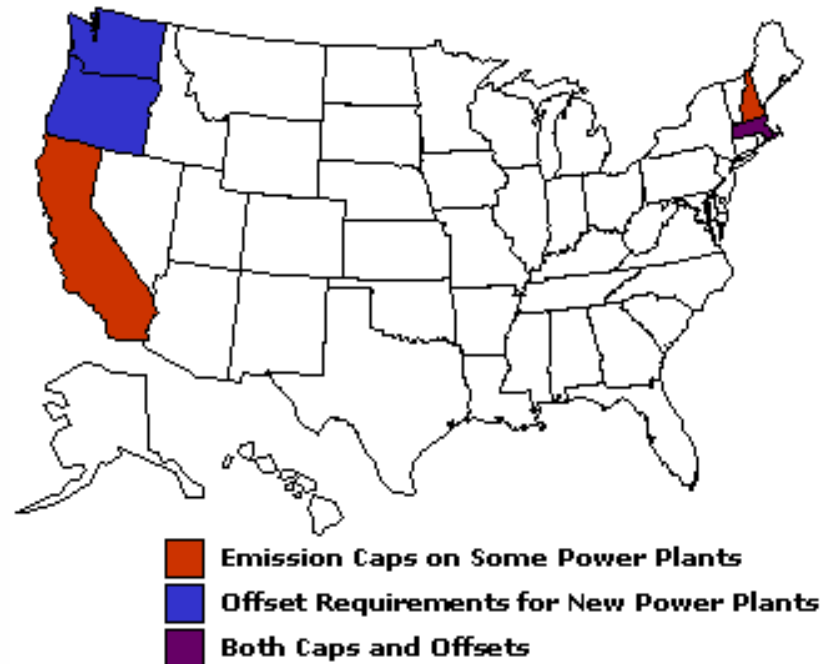 Emission Caps on Some Power Plants
Offset Requirements for New Power Plants
Both Caps and Offsets